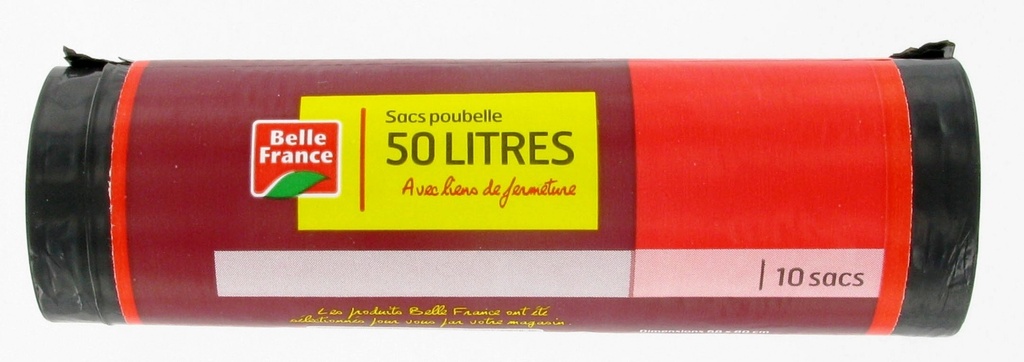 Belle
France
Sacs poubelle
50 LITRES
Avec liens de fermeture
10 sacs
Les produits Belle France ont été
sélectionnés pour vous par votre magasin.
Dimensions